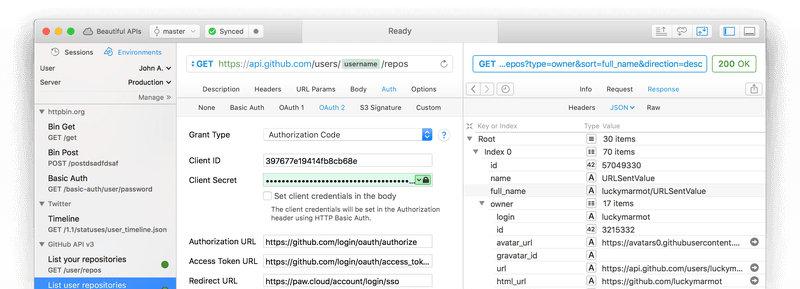 Beautiful APIs
master
Synced
Ready
Sessions
Environments
User
John A.
Server
Production
Manage »
httpbin.org
Bin Get
GET /get
Bin Post
POST /postdsadfdsaf
Basic Auth
GET /basic-auth/user/password
Twitter
Timeline
GET /1.1/statuses/user_timeline.json
GitHub API v3
List your repositories
GET /user/repos
List user repositories
GET https://api.github.com/users/ username /repos
Description Headers URL Params Body Auth Options
None Basic Auth OAuth 1 OAuth 2 S3 Signature Custom
Grant Type Authorization Code ?
Client ID 397677e19414fb8cb68e
Client Secret
Set client credentials in the body
The client credentials will be set in the Authorization
header using HTTP Basic Auth.
Authorization URL https://github.com/login/oauth/authorize
Access Token URL https://github.com/login/oauth/access_tok...
Redirect URL https://paw.cloud/account/login/sso
GET ...epos?type=owner&sort=full_name&direction=desc
200 OK
Info Request Response
Headers JSON Raw
Key or Index Type Value
Root 30 items
Index 0 70 items
id 42 57049330
name A URLSentValue
full_name A luckymarmot/URLSentValue
owner 17 items
login A luckymarmot
id 42 3215332
avatar_url A https://avatars0.githubusercontent....
gravatar_id A
url A https://api.github.com/users/luckym...
html_url A https://github.com/luckymarmot